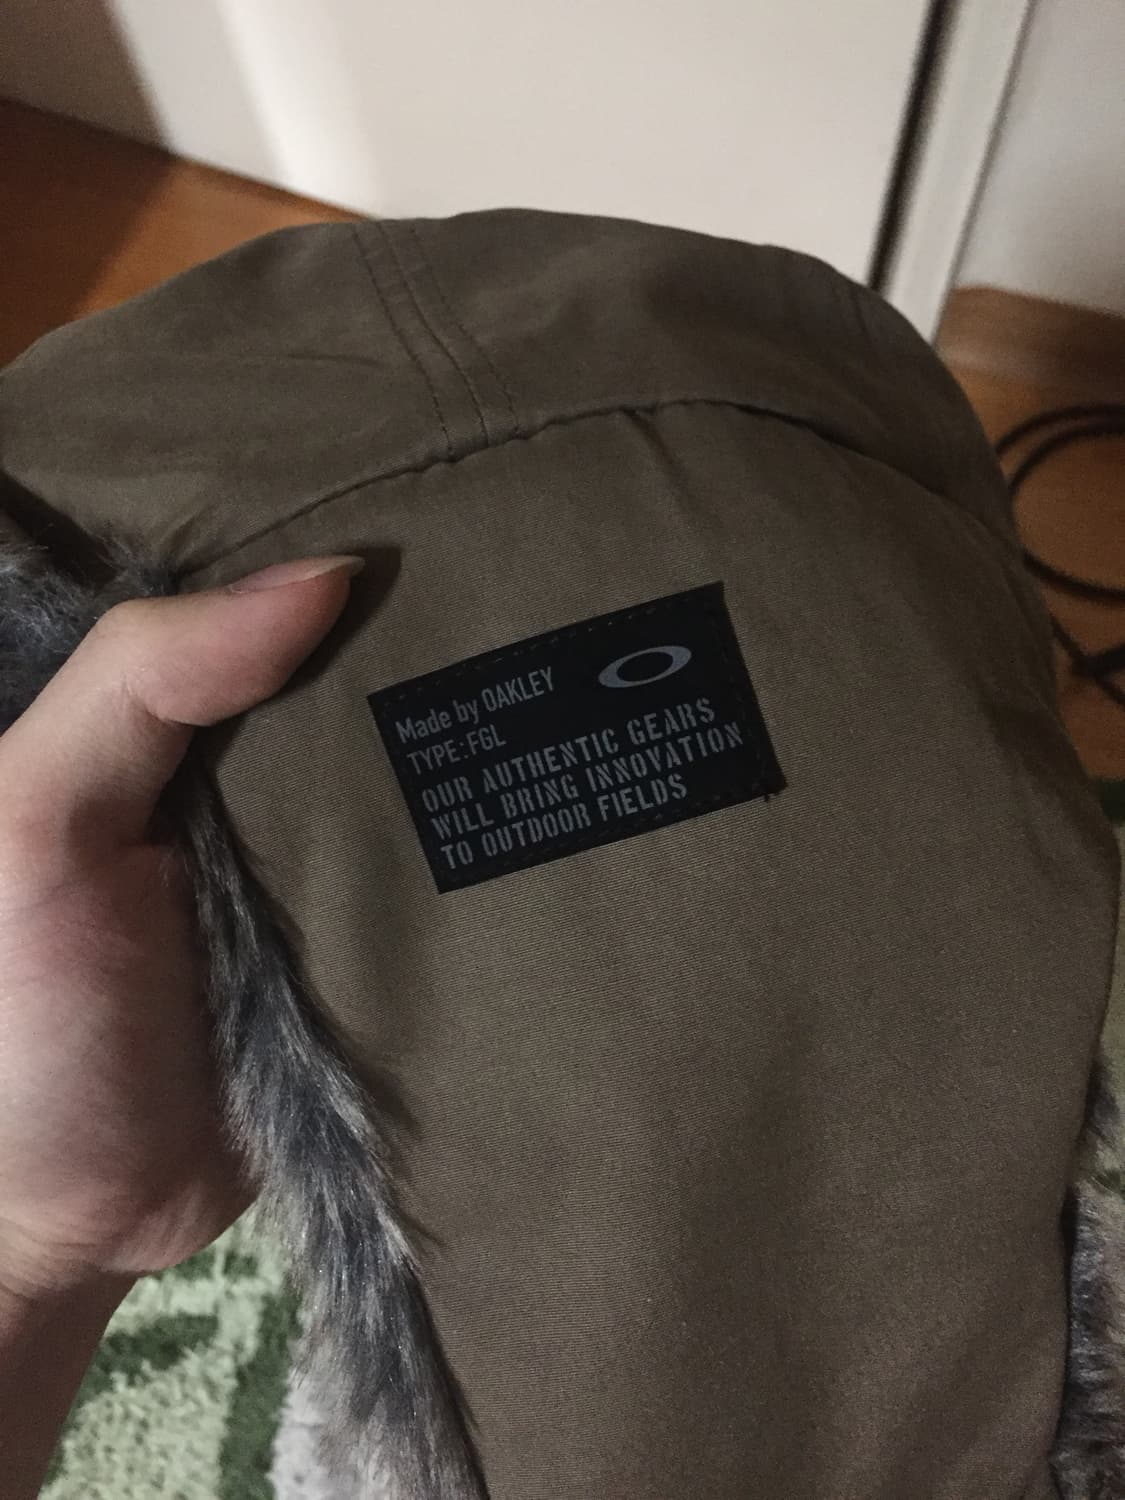 Made by OAKLEY
TYPE:FGL
OUR AUTHENTIC GEARS
WILL BRING INNOVATION
TO OUTDOOR FIELDS